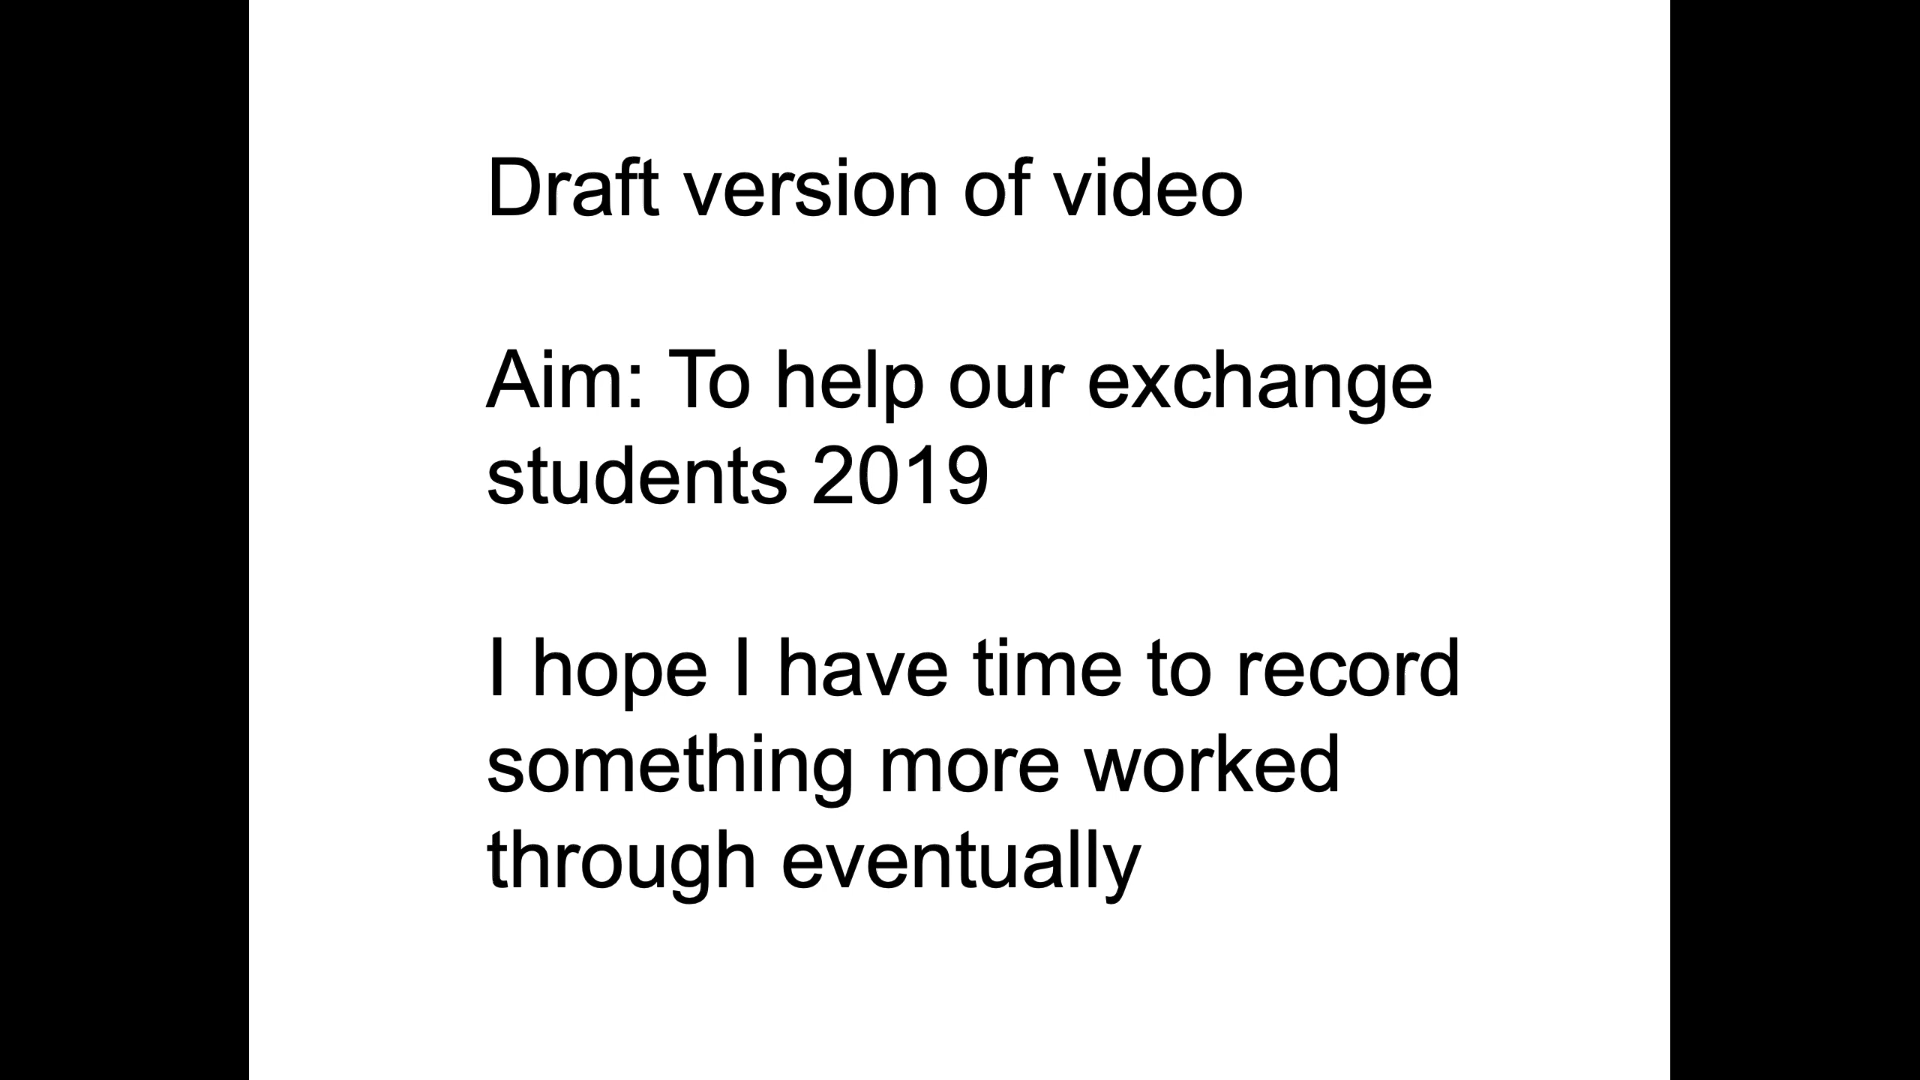 Draft version of video
Aim: To help our exchange
students 2019
I hope I have time to record
something more worked
through eventually